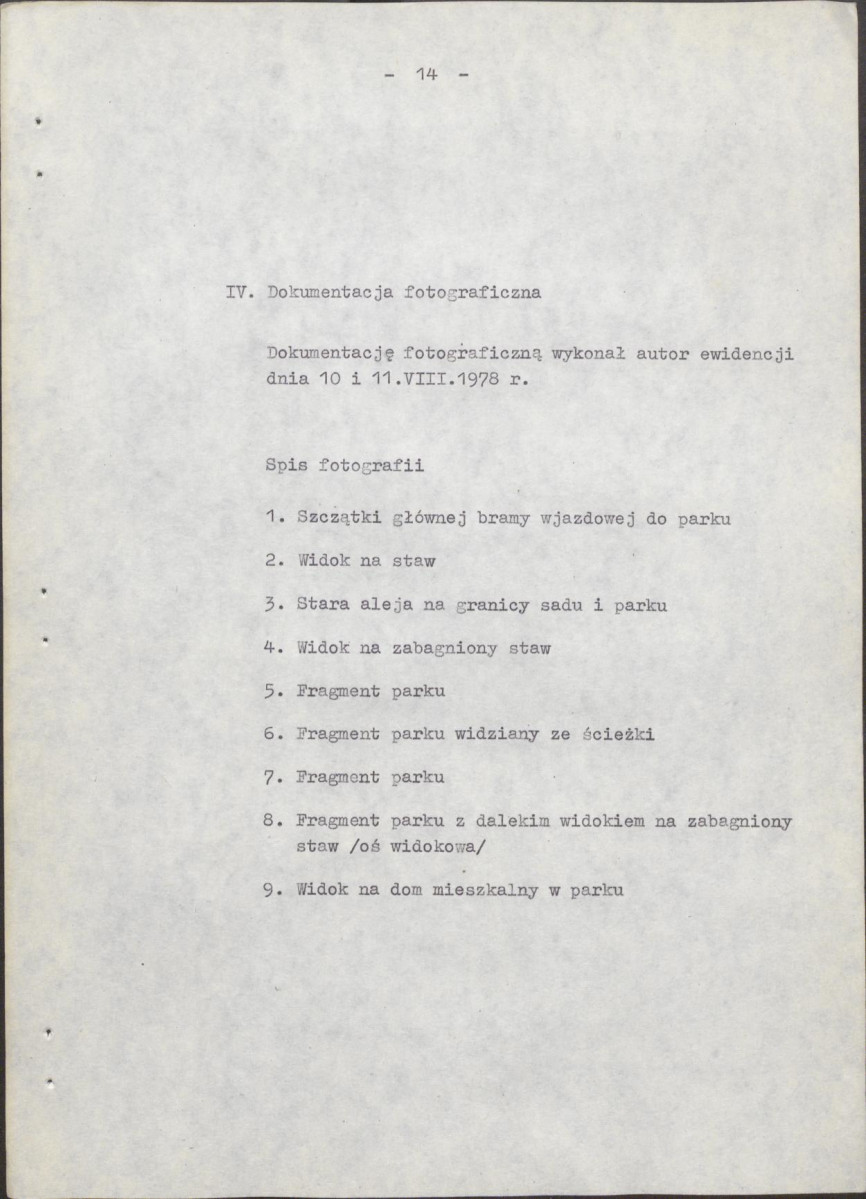 - 14 -
IV. Dokumentacja fotograficzna
Dokumentację fotograficzną wykonał autor ewidencji
dnia 10 i 11.VIII.1978 r.
Spis fotografii
1. Szczątki głównej bramy wjazdowej do parku
2. Widok na staw
3. Stara aleja na granicy sadu i parku
4. Widok na zabagniony staw
5. Fragment parku
6. Fragment parku widziany ze ścieżki
7. Fragment parku
8. Fragment parku z dalekim widokiem na zabagniony
staw /oś widokowa/
9. Widok na dom mieszkalny w parku